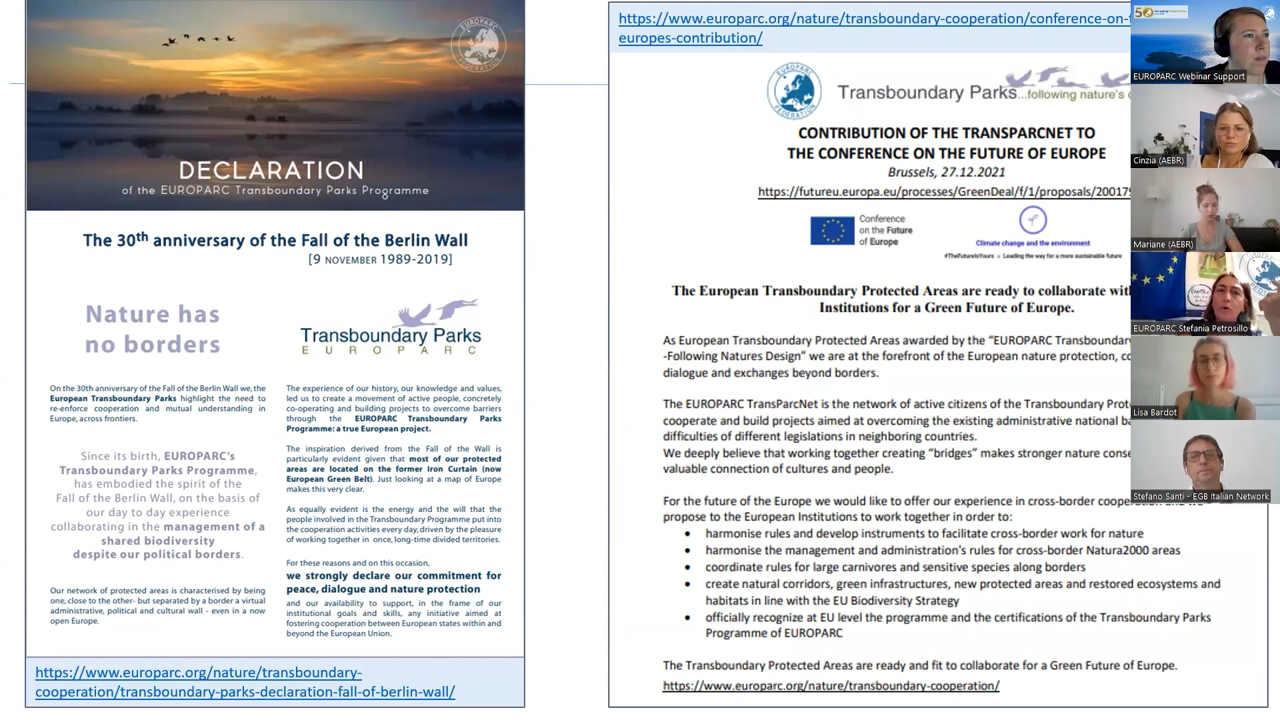 EUROPARC FEDERATION
DECLARATION
of the EUROPARC Transboundary Parks Programme
The 30th anniversary of the Fall of the Berlin Wall
[9 NOVEMBER 1989-2019]
Nature has
no borders
Transboundary Parks
EUROPARC
On the 30th anniversary of the Fall of the Berlin Wall we, the
European Transboundary Parks highlight the need to
re-enforce cooperation and mutual understanding in
Europe, across frontiers.
Since its birth, EUROPARC's
Transboundary Parks Programme,
has embodied the spirit of the
Fall of the Berlin Wall, on the basis of
our day to day experience
collaborating in the management of a
shared biodiversity
despite our political borders.
Our network of protected areas is characterised by being
one, close to the other- but separated by a border a virtual
administrative, political and cultural wall - even in a now
open Europe.
The experience of our history, our knowledge and values,
led us to create a movement of active people, concretely
co-operating and building projects to overcome barriers
through the EUROPARC Transboundary Parks
Programme: a true European project.
The inspiration derived from the Fall of the Wall is
particularly evident given that most of our protected
areas are located on the former Iron Curtain (now
European Green Belt). Just looking at a map of Europe
makes this very clear.
As equally evident is the energy and the will that the
people involved in the Transboundary Programme put into
the cooperation activities every day, driven by the pleasure
of working together in once, long-time divided territories.
For these reasons and on this occasion,
we strongly declare our commitment for
peace, dialogue and nature protection
and our availability to support, in the frame of our
institutional goals and skills, any initiative aimed at
fostering cooperation between European states within and
beyond the European Union.
https://www.europarc.org/nature/transboundary-
cooperation/transboundary-parks-declaration-fall-of-berlin-wall/
https://www.europarc.org/nature/transboundary-cooperation/conference-on-
europes-contribution/
EUROPARC FEDERATION
Transboundary Parks...following nature's
CONTRIBUTION OF THE TRANSPARCNET TO
THE CONFERENCE ON THE FUTURE OF EUROPE
Brussels, 27.12.2021
https://futureu.europa.eu/processes/GreenDeal/f/1/proposals/20017
Conference
on the Future
of Europe
Climate change and the environment
#TheFutureIsYours Leading the way for a more sustainable future
The European Transboundary Protected Areas are ready to collaborate
Institutions for a Green Future of Europe.
As European Transboundary Protected Areas awarded by the “EUROPARC Transboundary
-Following Natures Design” we are at the forefront of the European nature protection,
dialogue and exchanges beyond borders.
The EUROPARC TransParcNet is the network of active citizens of the Transboundary
cooperate and build projects aimed at overcoming the existing administrative national
difficulties of different legislations in neighboring countries.
We deeply believe that working together creating “bridges” makes stronger nature
valuable connection of cultures and people.
For the future of the Europe we would like to offer our experience in cross-border
propose to the European Institutions to work together in order to:
• harmonise rules and develop instruments to facilitate cross-border work for nature
• harmonise the management and administration's rules for cross-border Natura2000 areas
• coordinate rules for large carnivores and sensitive species along borders
• create natural corridors, green infrastructures, new protected areas and restored ecosystems and
habitats in line with the EU Biodiversity Strategy
• officially recognize at EU level the programme and the certifications of the Transboundary Parks
Programme of EUROPARC
The Transboundary Protected Areas are ready and fit to collaborate for a Green Future of Europe.
https://www.europarc.org/nature/transboundary-cooperation/
EUROPARC Webinar Support
Cinzia (AEBR)
Mariane (AEBR)
EUROPARC Stefania Petrosillo
Lisa Bardot
Stefano Santi - EGB Italian Network